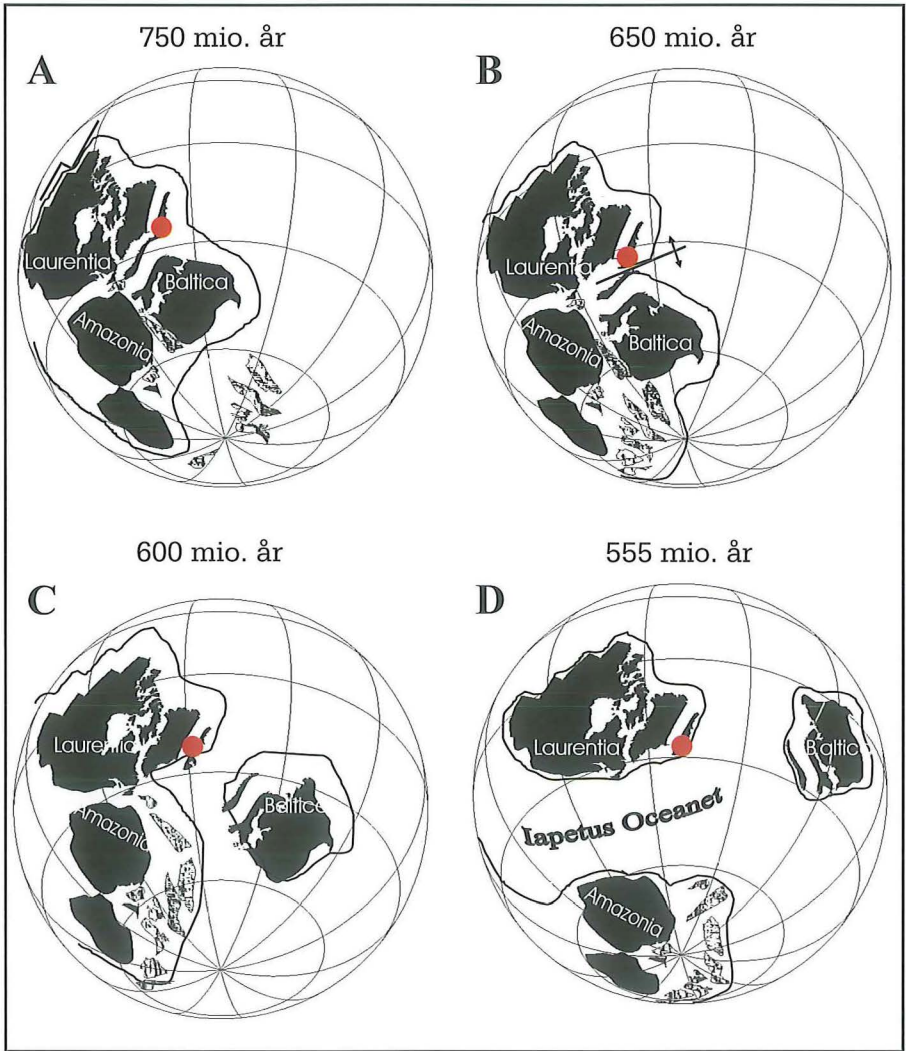 750 mio. år
A
Laurentia
Baltica
Amazonia
650 mio. år
B
Laurentia
Baltica
Amazonia
600 mio. år
C
Laurentia
Baltica
Amazonia
555 mio. år
D
Laurentia
Baltica
Iapetus Oceanet
Amazonia